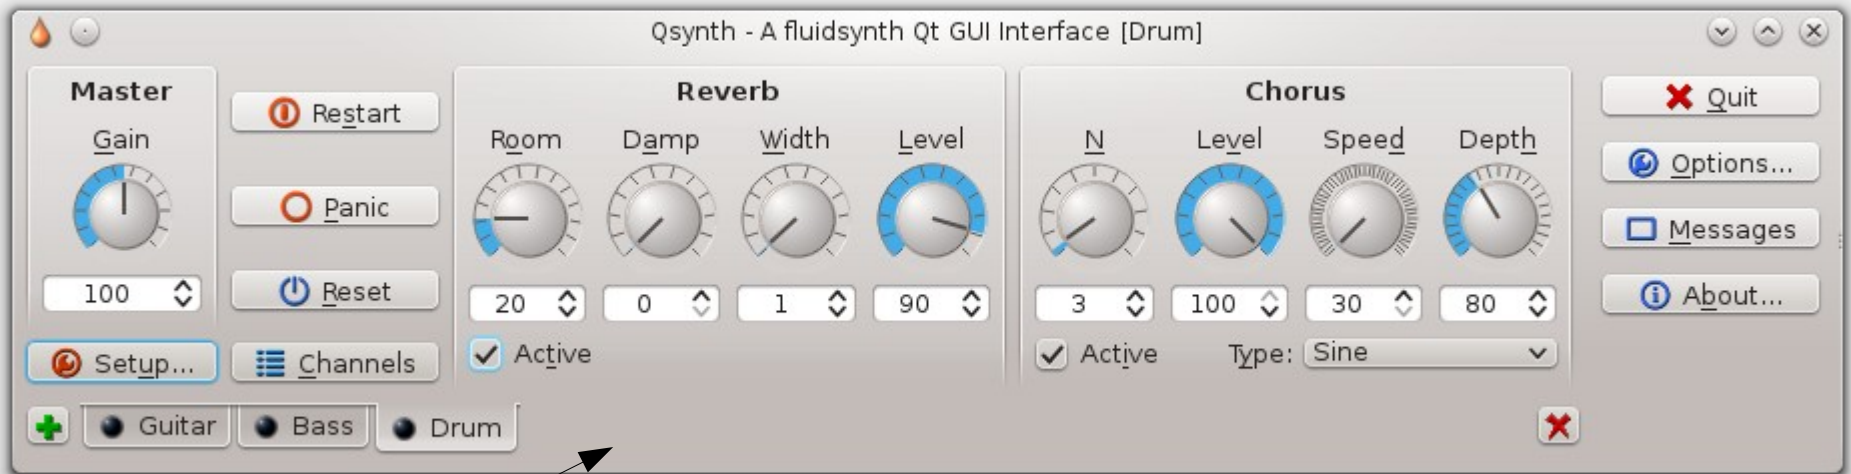 Qsynth - A fluidsynth Qt GUI Interface [Drum]
Master
Gain
100
Setup...
Restart
Panic
Reset
Channels
Reverb
Room Damp Width Level
20 0 1 90
Active
Chorus
N Level Speed Depth
3 100 30 80
Active Type: Sine
Quit
Options...
Messages
About...
Guitar Bass Drum